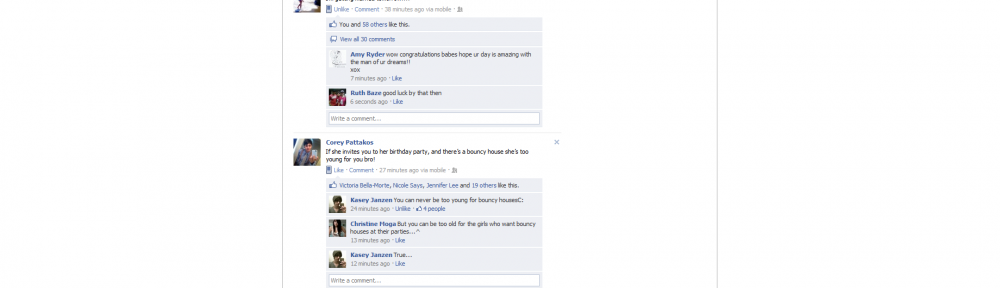 Unlike · Comment · 38 minutes ago via mobile ·
You and 58 others like this.
View all 30 comments
Amy Ryder wow congratulations babes hope ur day is amazing with
the man of ur dreams!!
xox
7 minutes ago · Like
Ruth Baze good luck by that then
6 seconds ago · Like
Write a comment...
Corey Pattakos
If she invites you to her birthday party, and there's a bouncy house she's too
young for you bro!
Like · Comment · 27 minutes ago via mobile ·
Victoria Bella-Morte, Nicole Says, Jennifer Lee and 19 others like this.
Kasey Janzen You can never be too young for bouncy housesC:
24 minutes ago · Unlike · 4 people
Christine Moga But you can be too old for the girls who want bouncy
houses at their parties...^
13 minutes ago · Like
Kasey Janzen True...
12 minutes ago · Like
Write a comment...